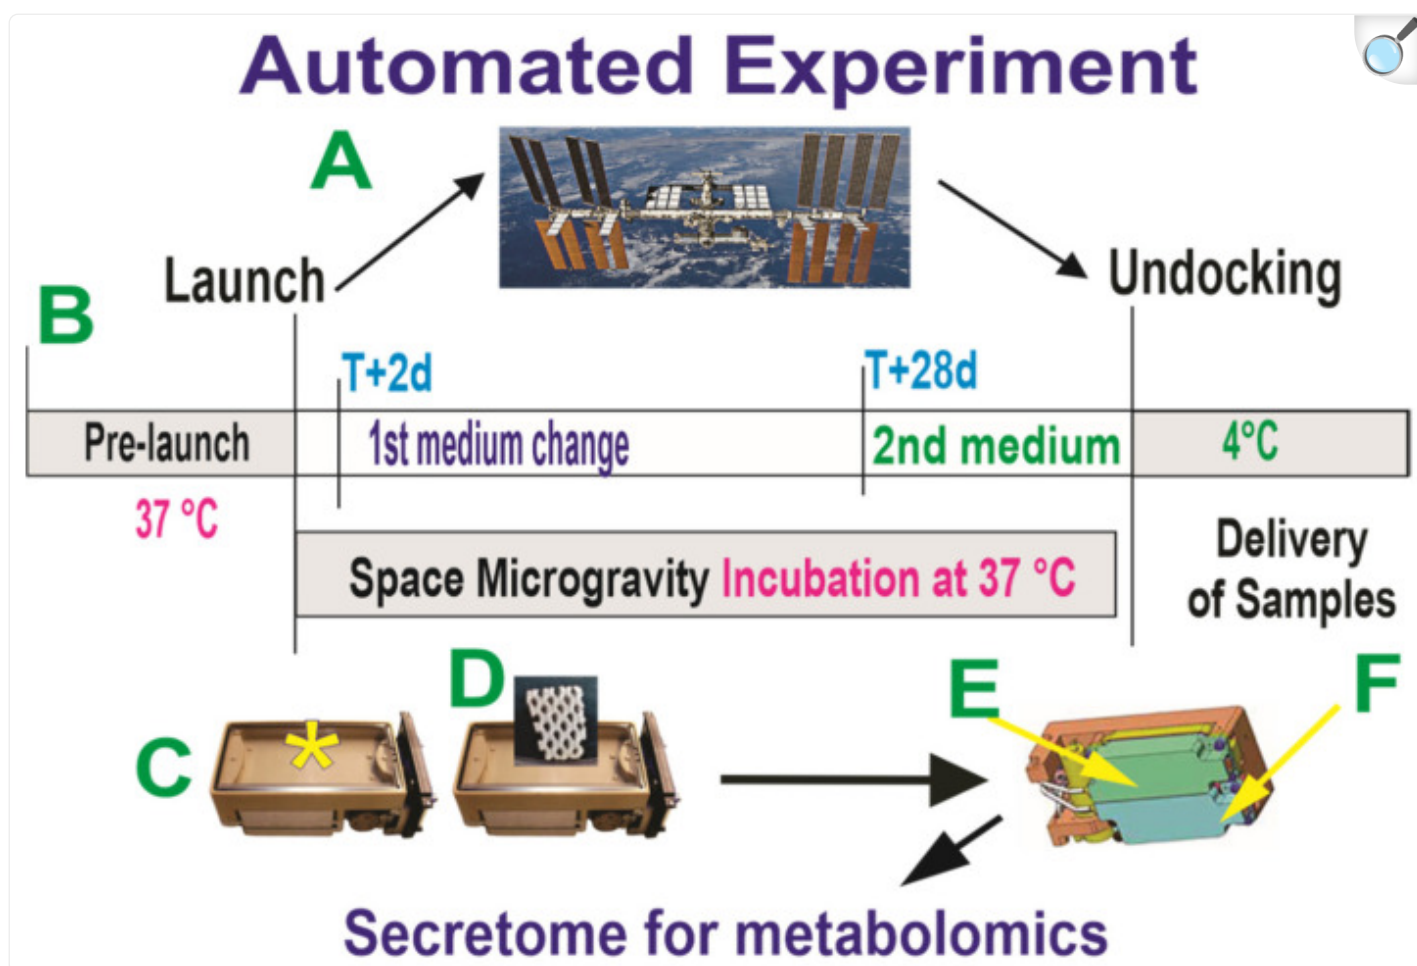 Automated Experiment
A
Launch
Undocking
B
T+2d
T+28d
Pre-launch
1st medium change
2nd medium
4°C
37 °C
Space Microgravity Incubation at 37 °C
Delivery
of Samples
C
*
D
E
F
Secretome for metabolomics